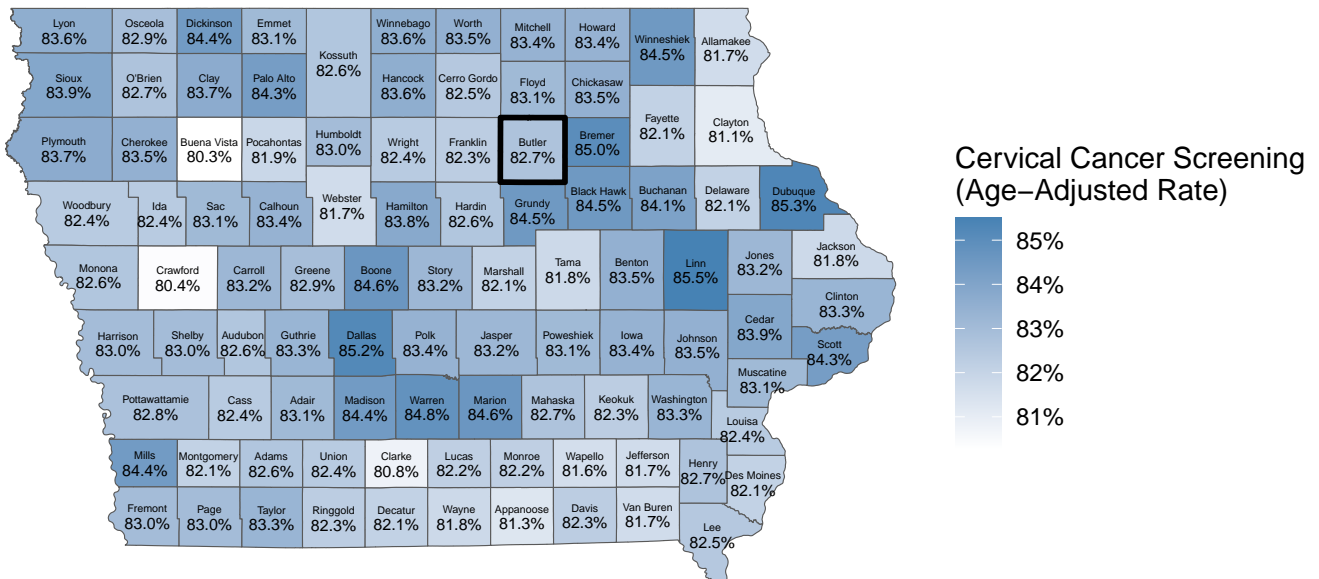 Lyon
83.6%
Osceola
82.9%
Dickinson
84.4%
Emmet
83.1%
Kossuth
82.6%
Winnebago
83.6%
Worth
83.5%
Mitchell
83.4%
Howard
83.4%
Winneshiek
84.5%
Allamakee
81.7%
Sioux
83.9%
O'Brien
82.7%
Clay
83.7%
Palo Alto
84.3%
Hancock
83.6%
Cerro Gordo
82.5%
Floyd
83.1%
Chickasaw
83.5%
Fayette
82.1%
Clayton
81.1%
Plymouth
83.7%
Cherokee
83.5%
Buena Vista
80.3%
Pocahontas
81.9%
Humboldt
83.0%
Wright
82.4%
Franklin
82.3%
Butler
82.7%
Bremer
85.0%
Woodbury
82.4%
Ida
82.4%
Sac
83.1%
Calhoun
83.4%
Webster
81.7%
Hamilton
83.8%
Hardin
82.6%
Grundy
84.5%
Black Hawk
84.5%
Buchanan
84.1%
Delaware
82.1%
Dubuque
85.3%
Monona
82.6%
Crawford
80.4%
Carroll
83.2%
Greene
82.9%
Boone
84.6%
Story
83.2%
Marshall
82.1%
Tama
81.8%
Benton
83.5%
Linn
85.5%
Jones
83.2%
Jackson
81.8%
Clinton
83.3%
Harrison
83.0%
Shelby
83.0%
Audubon
82.6%
Guthrie
83.3%
Dallas
85.2%
Polk
83.4%
Jasper
83.2%
Poweshiek
83.1%
Iowa
83.4%
Johnson
83.5%
Cedar
83.9%
Scott
84.3%
Muscatine
83.1%
Pottawattamie
82.8%
Cass
82.4%
Adair
83.1%
Madison
84.4%
Warren
84.8%
Marion
84.6%
Mahaska
82.7%
Keokuk
82.3%
Washington
83.3%
Louisa
82.4%
Mills
84.4%
Montgomery
82.1%
Adams
82.6%
Union
82.4%
Clarke
80.8%
Lucas
82.2%
Monroe
82.2%
Wapello
81.6%
Jefferson
81.7%
Henry
82.7%
Des Moines
82.1%
Fremont
83.0%
Page
83.0%
Taylor
83.3%
Ringgold
82.3%
Decatur
82.1%
Wayne
81.8%
Appanoose
81.3%
Davis
82.3%
Van Buren
81.7%
Lee
82.5%
Cervical Cancer Screening
(Age−Adjusted Rate)
85%
84%
83%
82%
81%